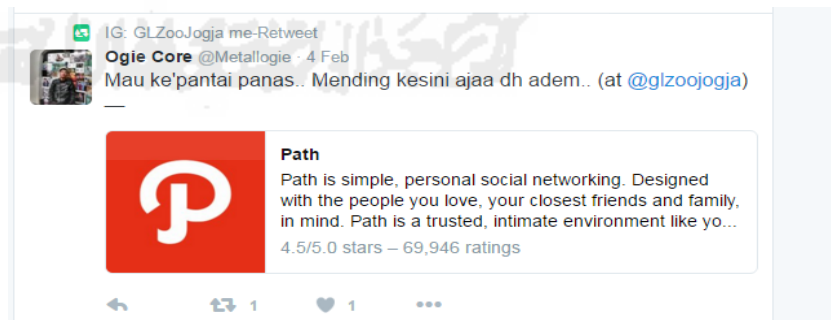 IG: GLZooJogja me-Retweet
Ogie Core @Metallogie · 4 Feb
Mau ke'pantai panas.. Mending kesini ajaa dh adem.. (at @glzoojogja)
—
Path
Path is simple, personal social networking. Designed
with the people you love, your closest friends and family,
in mind. Path is a trusted, intimate environment like yo...
4.5/5.0 stars – 69,946 ratings
1 1